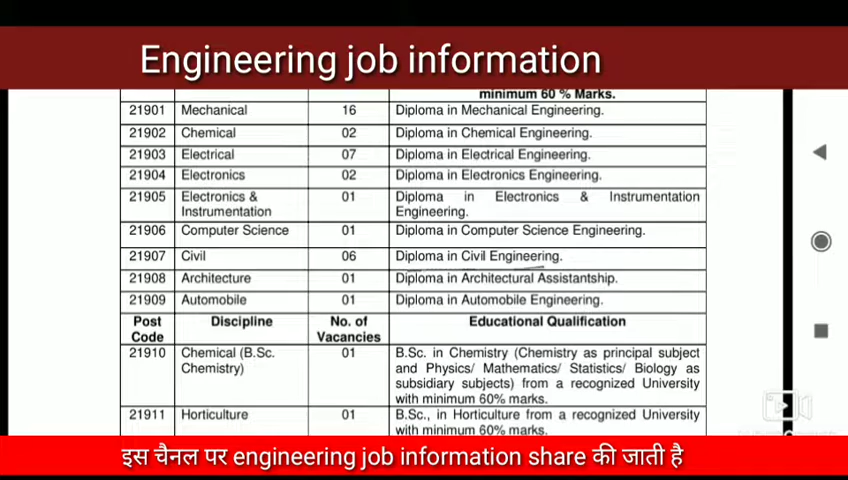 Engineering job information
minimum 60 % Marks.
21901 Mechanical 16 Diploma in Mechanical Engineering.
21902 Chemical 02 Diploma in Chemical Engineering.
21903 Electrical 07 Diploma in Electrical Engineering.
21904 Electronics 02 Diploma in Electronics Engineering.
21905 Electronics & 01 Diploma in Electronics & Instrumentation
Instrumentation Engineering.
21906 Computer Science 01 Diploma in Computer Science Engineering.
21907 Civil 06 Diploma in Civil Engineering.
21908 Architecture 01 Diploma in Architectural Assistantship.
21909 Automobile 01 Diploma in Automobile Engineering.
Post Discipline No. of Educational Qualification
Code Vacancies
21910 Chemical (B.Sc. 01 B.Sc. in Chemistry (Chemistry as principal subject
Chemistry) and Physics/ Mathematics/ Statistics/ Biology as
subsidiary subjects) from a recognized University
with minimum 60% marks.
21911 Horticulture 01 B.Sc., in Horticulture from a recognized University
with minimum 60% marks.
इस चैनल पर engineering job information share की जाती है